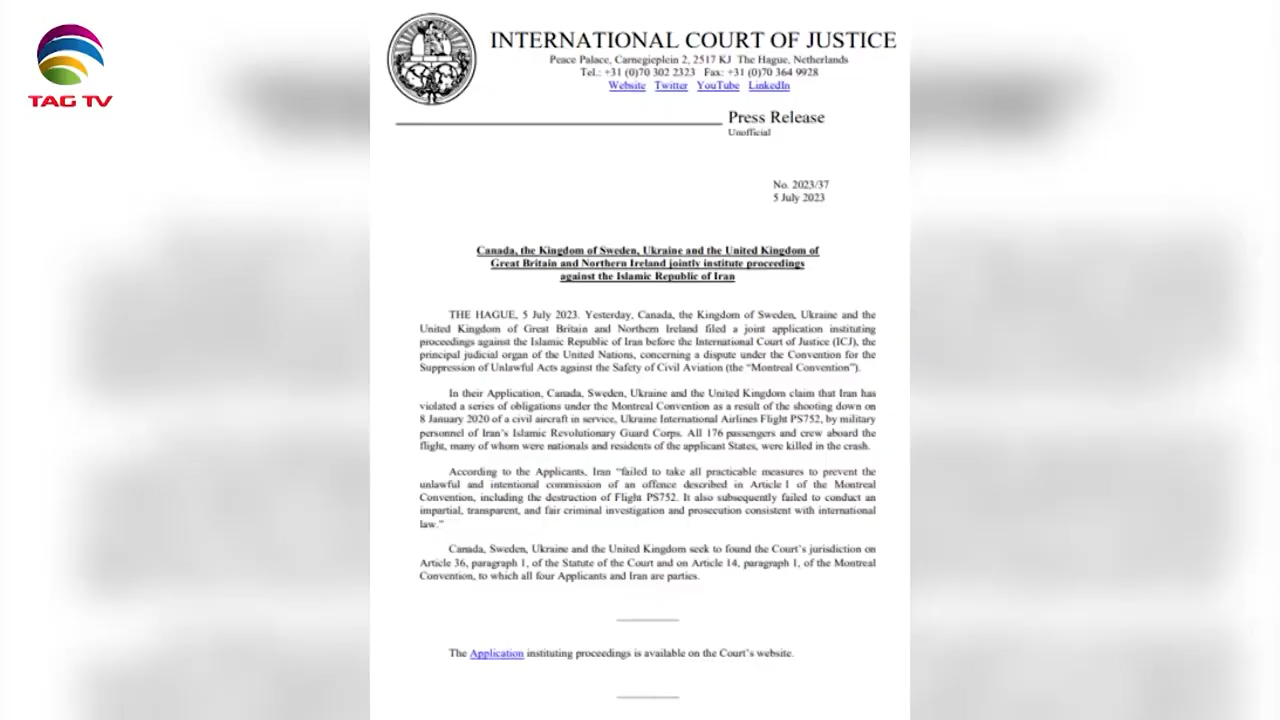 TAG TV
INTERNATIONAL COURT OF JUSTICE
Peace Palace, Carnegieplein 2, 2517 KJ The Hague, Netherlands
Tel.: +31 (0)70 302 2323 Fax: +31 (0)70 364 9928
Website Twitter YouTube LinkedIn
Press Release
Unofficial
No. 2023/37
5 July 2023
Canada, the Kingdom of Sweden, Ukraine and the United Kingdom of
Great Britain and Northern Ireland jointly institute proceedings
against the Islamic Republic of Iran
THE HAGUE, 5 July 2023. Yesterday, Canada, the Kingdom of Sweden, Ukraine and the
United Kingdom of Great Britain and Northern Ireland filed a joint application instituting
proceedings against the Islamic Republic of Iran before the International Court of Justice (ICJ), the
principal judicial organ of the United Nations, concerning a dispute under the Convention for the
Suppression of Unlawful Acts against the Safety of Civil Aviation (the “Montreal Convention”).
In their Application, Canada, Sweden, Ukraine and the United Kingdom claim that Iran has
violated a series of obligations under the Montreal Convention as a result of the shooting down on
8 January 2020 of a civil aircraft in service, Ukraine International Airlines Flight PS752, by military
personnel of Iran’s Islamic Revolutionary Guard Corps. All 176 passengers and crew aboard the
flight, many of whom were nationals and residents of the applicant States, were killed in the crash.
According to the Applicants, Iran “failed to take all practicable measures to prevent the
unlawful and intentional commission of an offence described in Article 1 of the Montreal
Convention, including the destruction of Flight PS752. It also subsequently failed to conduct an
impartial, transparent, and fair criminal investigation and prosecution consistent with international
law.”
Canada, Sweden, Ukraine and the United Kingdom seek to found the Court’s jurisdiction on
Article 36, paragraph 1, of the Statute of the Court and on Article 14, paragraph 1, of the Montreal
Convention, to which all four Applicants and Iran are parties.
The Application instituting proceedings is available on the Court’s website.